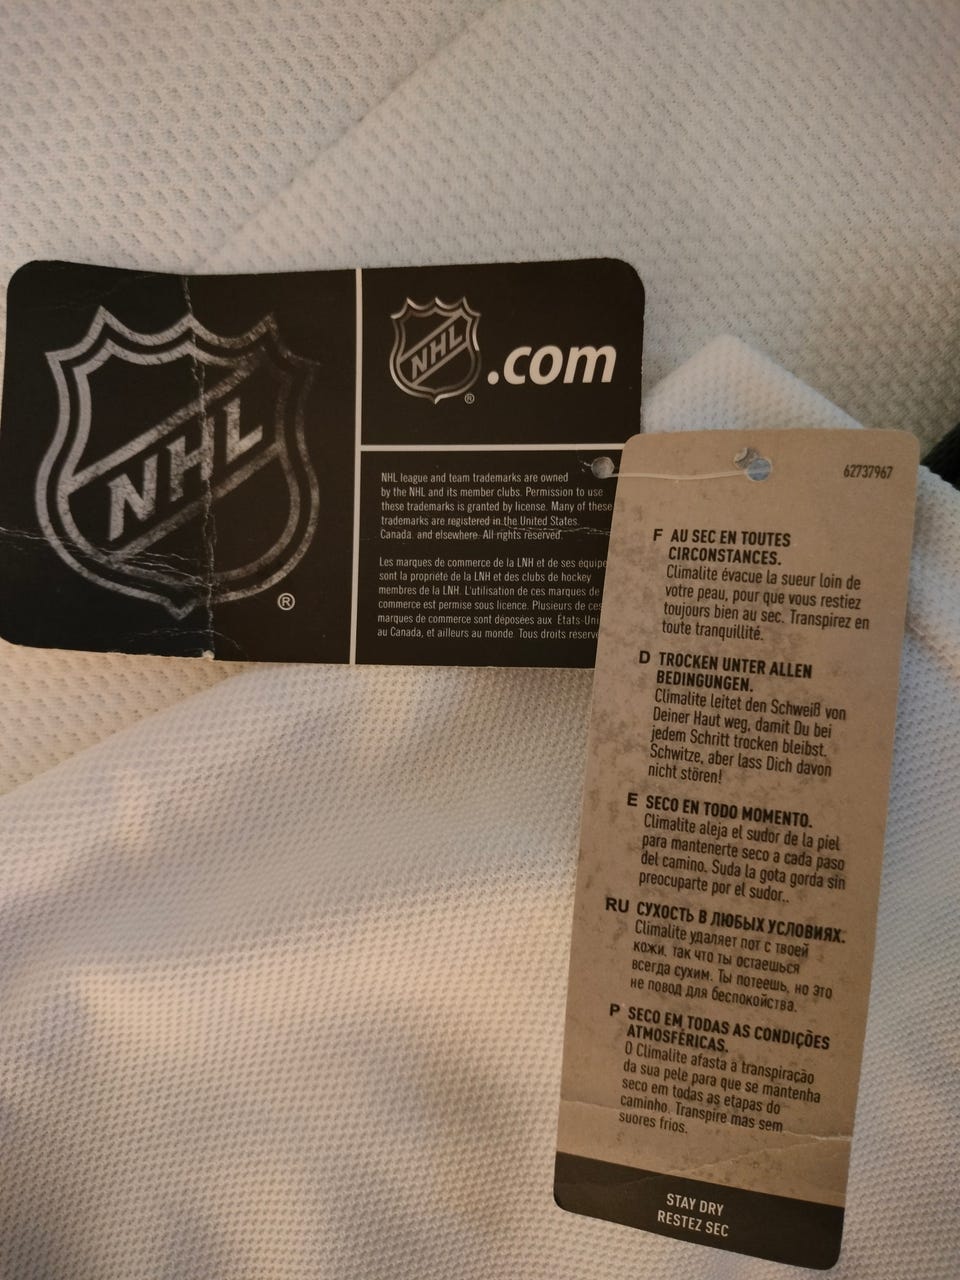 NHL
®
NHL
® .com
NHL league and team trademarks are owned
by the NHL and its member clubs. Permission to use
these trademarks is granted by license. Many of these
trademarks are registered in the United States.
Canada. and elsewhere. All rights reserved.
Les marques de commerce de la LNH et de ses équipe
sont la propriété de la LNH et des clubs de hockey
membres de la LNH. L'utilisation de ces marques de
commerce est permise sous licence. Plusieurs de ces
marques de commerce sont déposées aux États-Uni
au Canada, et ailleurs au monde. Tous droits réservé
62737967
F AU SEC EN TOUTES
CIRCONSTANCES.
Climalite évacue la sueur loin de
votre peau, pour que vous restiez
toujours bien au sec. Transpirez en
toute tranquillité.
D TROCKEN UNTER ALLEN
BEDINGUNGEN.
Climalite leitet den Schweiß von
Deiner Haut weg, damit Du bei
jedem Schritt trocken bleibst.
Schwitze, aber lass Dich davon
nicht stören!
E SECO EN TODO MOMENTO.
Climalite aleja el sudor de la piel
para mantenerte seco a cada paso
del camino. Suda la gota gorda sin
preocuparte por el sudor..
RU СУХОСТЬ В ЛЮБЫХ УСЛОВИЯХ.
Climalite удаляет пот с твоей
кожи, так что ты остаешься
всегда сухим. Ты потеешь, но это
не повод для беспокойства.
P SECO EM TODAS AS CONDIÇÕES
ATMOSFÉRICAS.
O Climalite afasta a transpiração
da sua pele para que se mantenha
seco em todas as etapas do
caminho. Transpire mas sem
suores frios.
STAY DRY
RESTEZ SEC